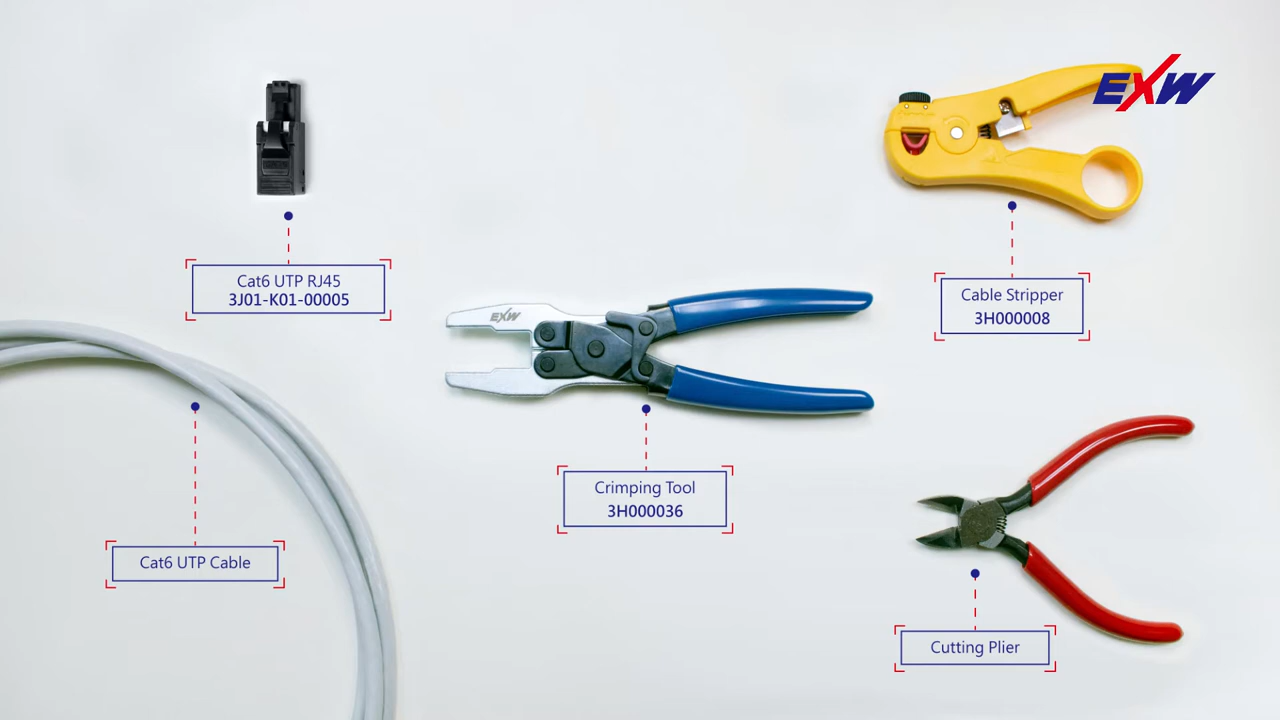 EXW
Cat6 UTP RJ45
3J01-K01-00005
Cable Stripper
3H000008
EXW
Crimping Tool
3H000036
Cat6 UTP Cable
Cutting Plier